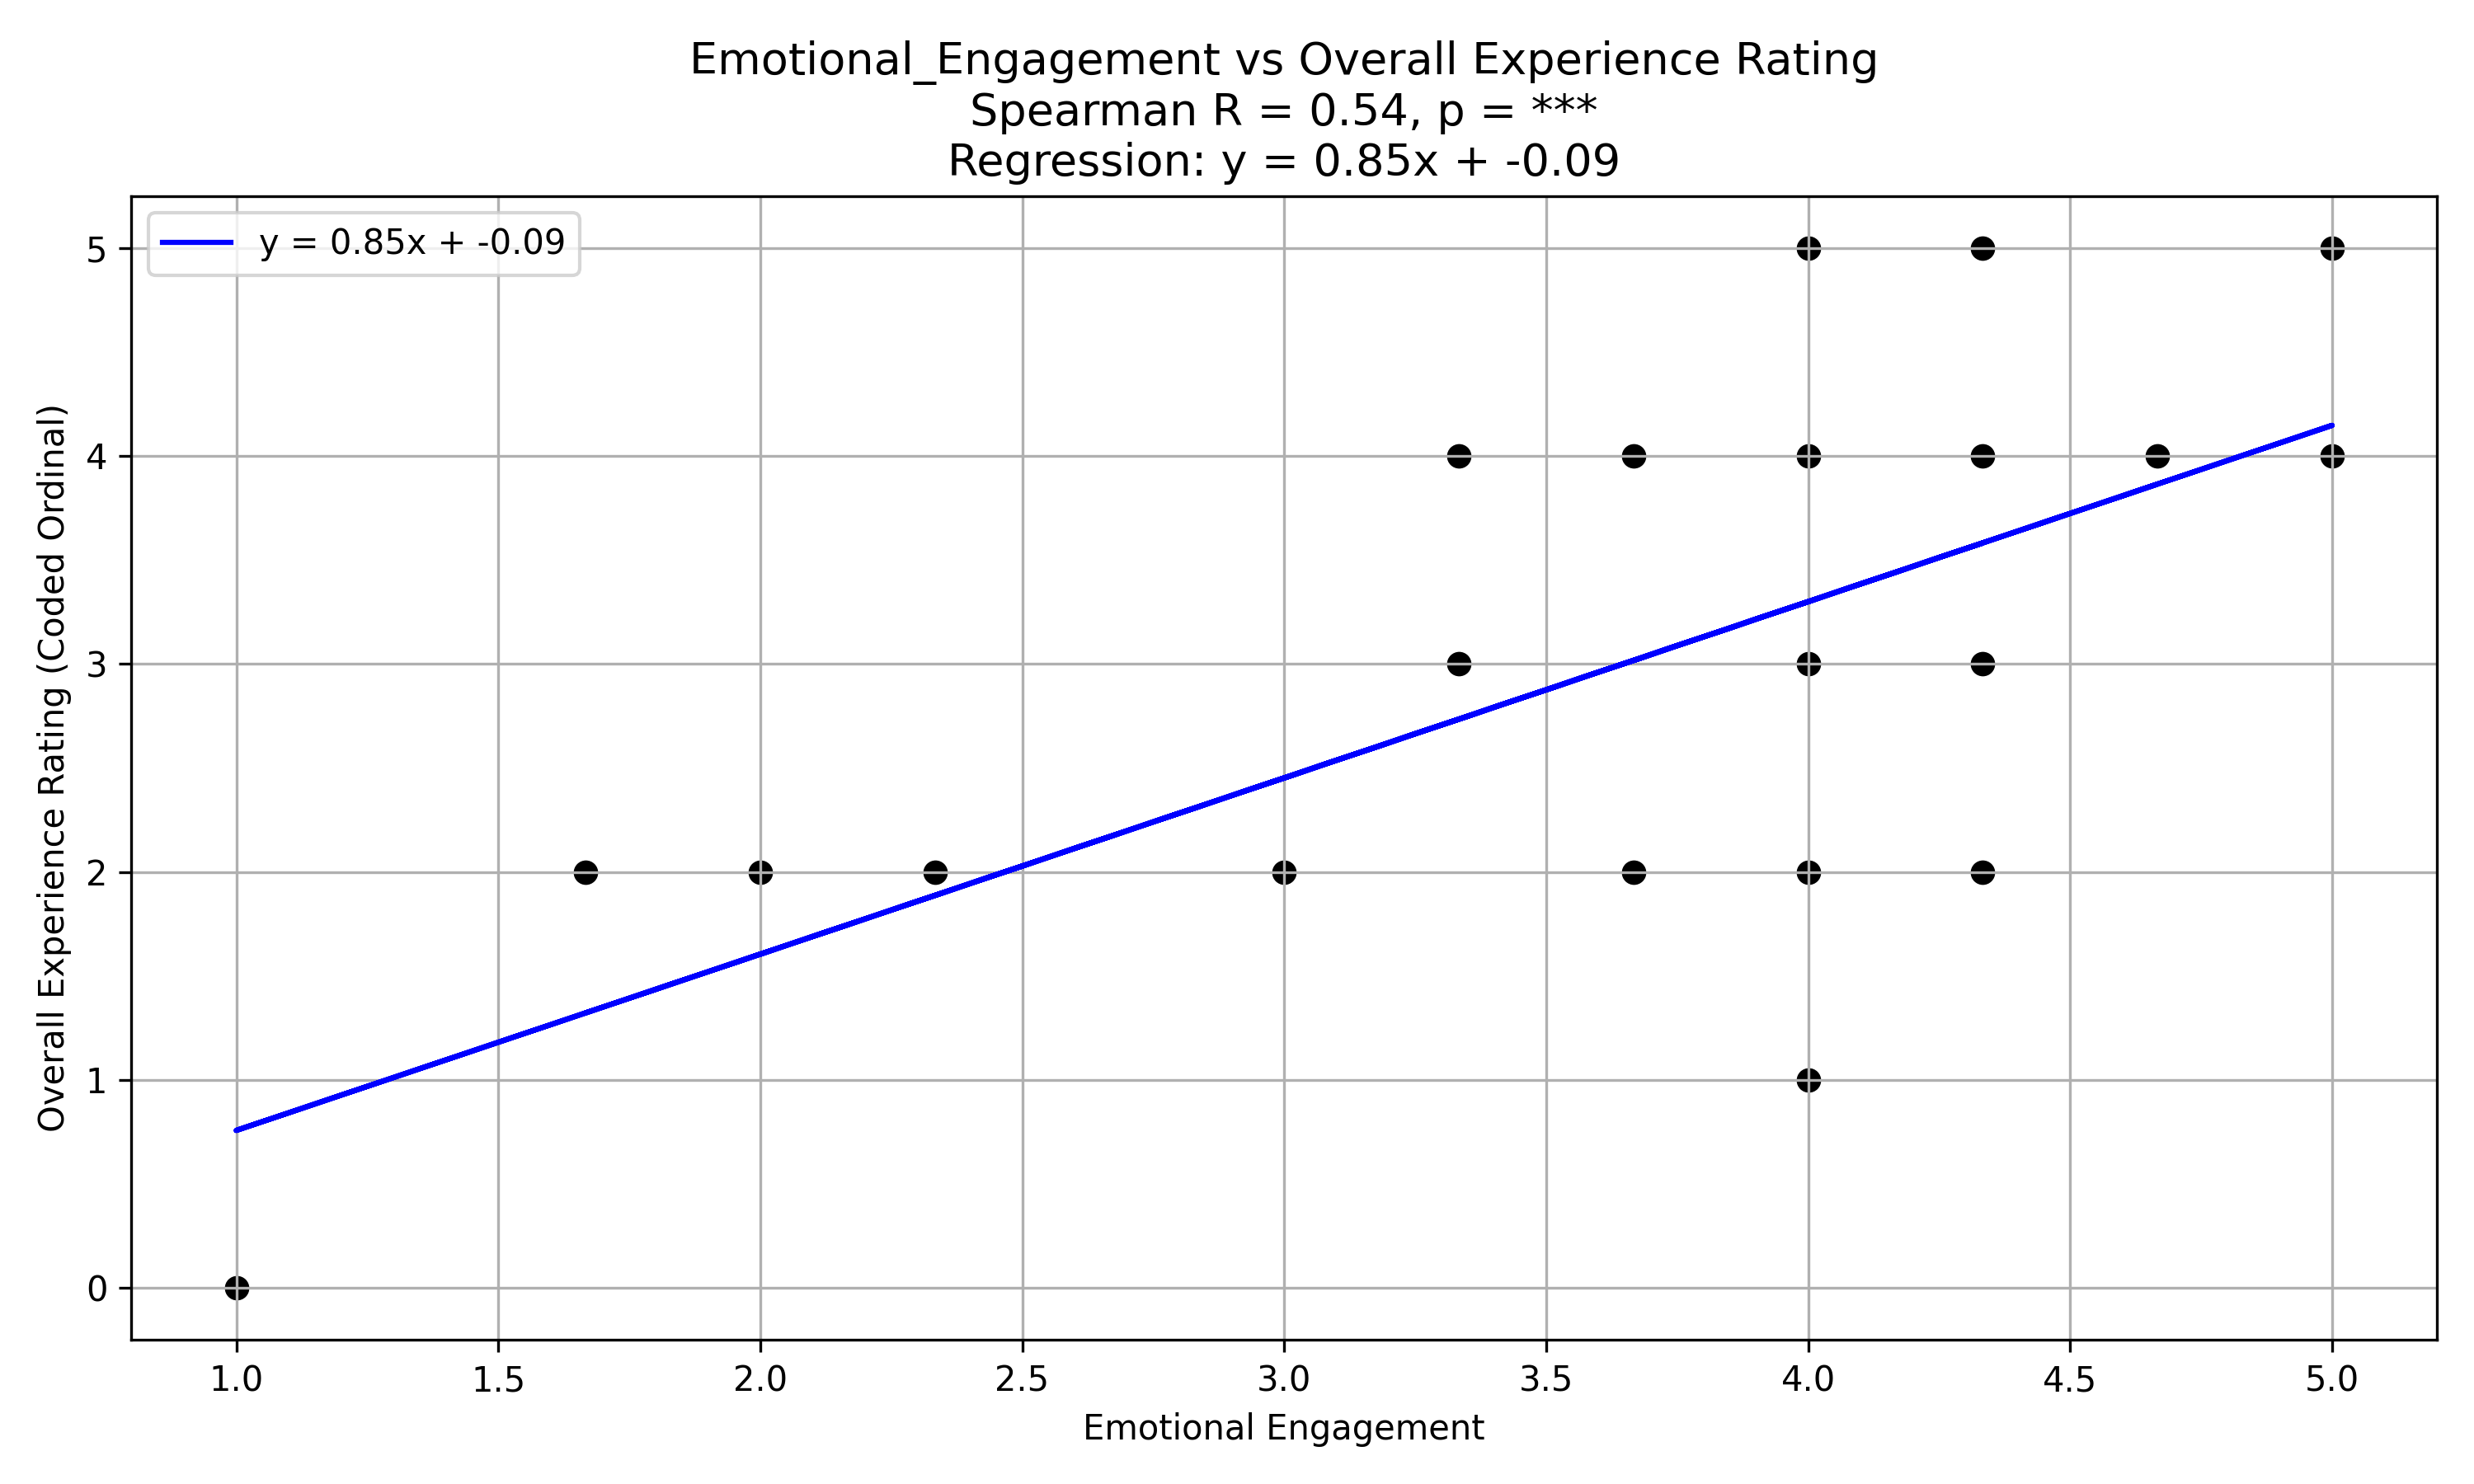 Emotional_Engagement vs Overall Experience Rating
Spearman R = 0.54, p = ***
Regression: y = 0.85x + -0.09
y = 0.85x + -0.09
Overall Experience Rating (Coded Ordinal)
5
4
3
2
1
0
1.0 1.5 2.0 2.5 3.0 3.5 4.0 4.5 5.0
Emotional Engagement